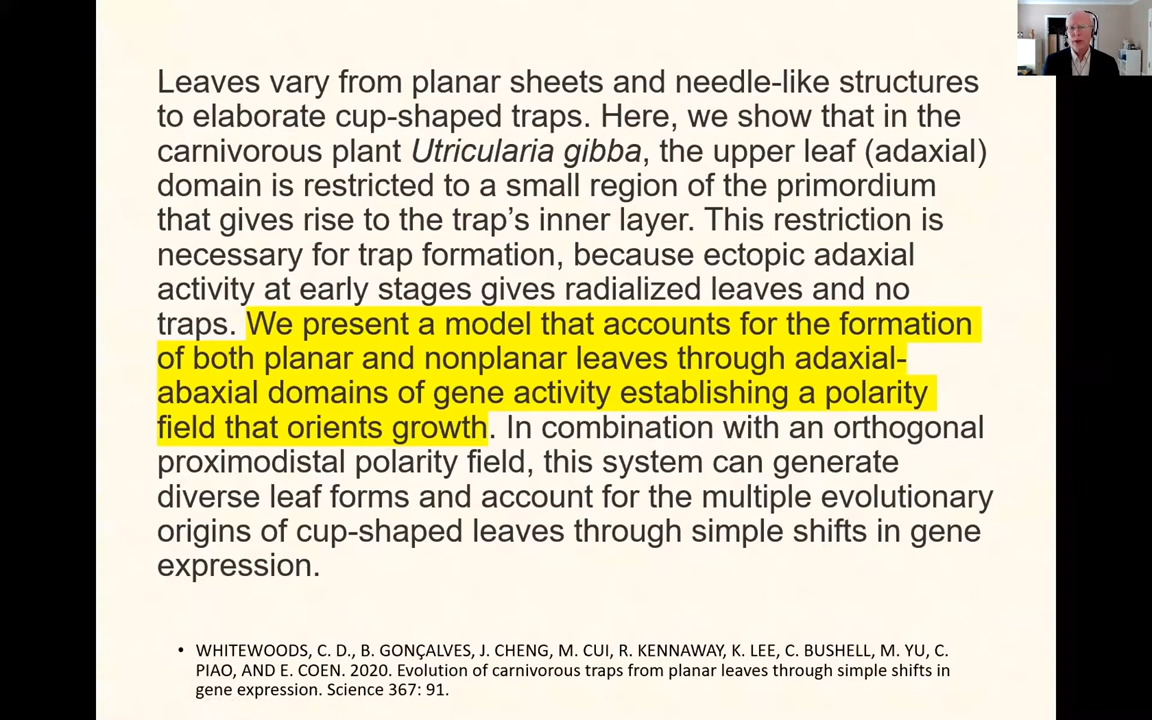 Leaves vary from planar sheets and needle-like structures
to elaborate cup-shaped traps. Here, we show that in the
carnivorous plant Utricularia gibba, the upper leaf (adaxial)
domain is restricted to a small region of the primordium
that gives rise to the trap’s inner layer. This restriction is
necessary for trap formation, because ectopic adaxial
activity at early stages gives radialized leaves and no
traps. We present a model that accounts for the formation
of both planar and nonplanar leaves through adaxial-
abaxial domains of gene activity establishing a polarity
field that orients growth. In combination with an orthogonal
proximodistal polarity field, this system can generate
diverse leaf forms and account for the multiple evolutionary
origins of cup-shaped leaves through simple shifts in gene
expression.
• WHITEWOODS, C. D., B. GONÇALVES, J. CHENG, M. CUI, R. KENNAWAY, K. LEE, C. BUSHELL, M. YU, C.
PIAO, AND E. COEN. 2020. Evolution of carnivorous traps from planar leaves through simple shifts in
gene expression. Science 367: 91.